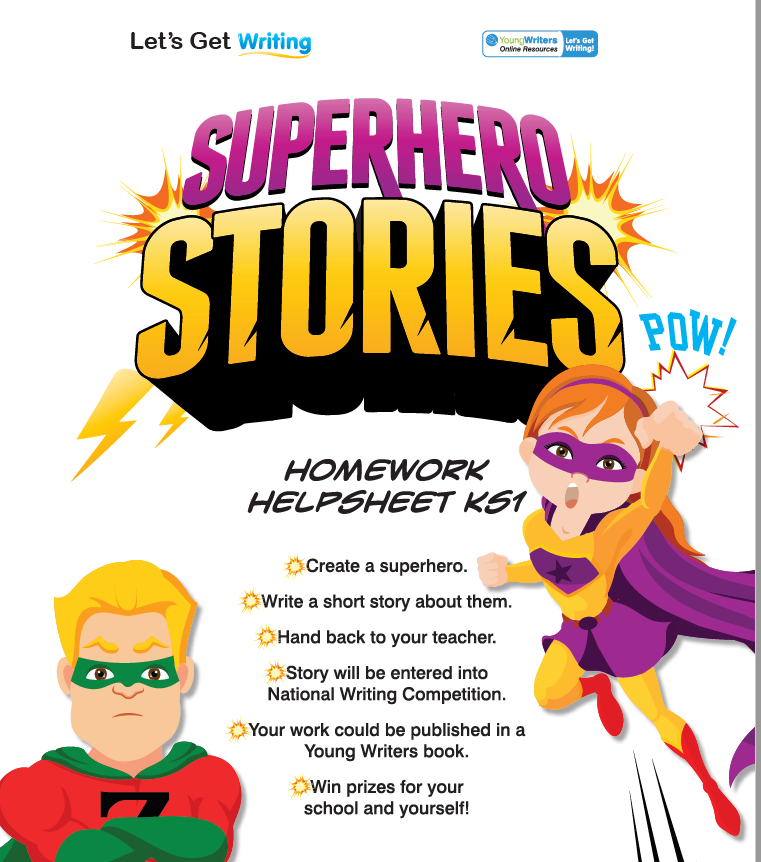 Let's Get Writing
YoungWriters
Online Resources
Let's Get
Writing!
SUPERHERO
STORIES
POW!
HOMEWORK
HELPSHEET KS1
Create a superhero.
Write a short story about them.
Hand back to your teacher.
Story will be entered into
National Writing Competition.
Your work could be published in a
Young Writers book.
Win prizes for your
school and yourself!